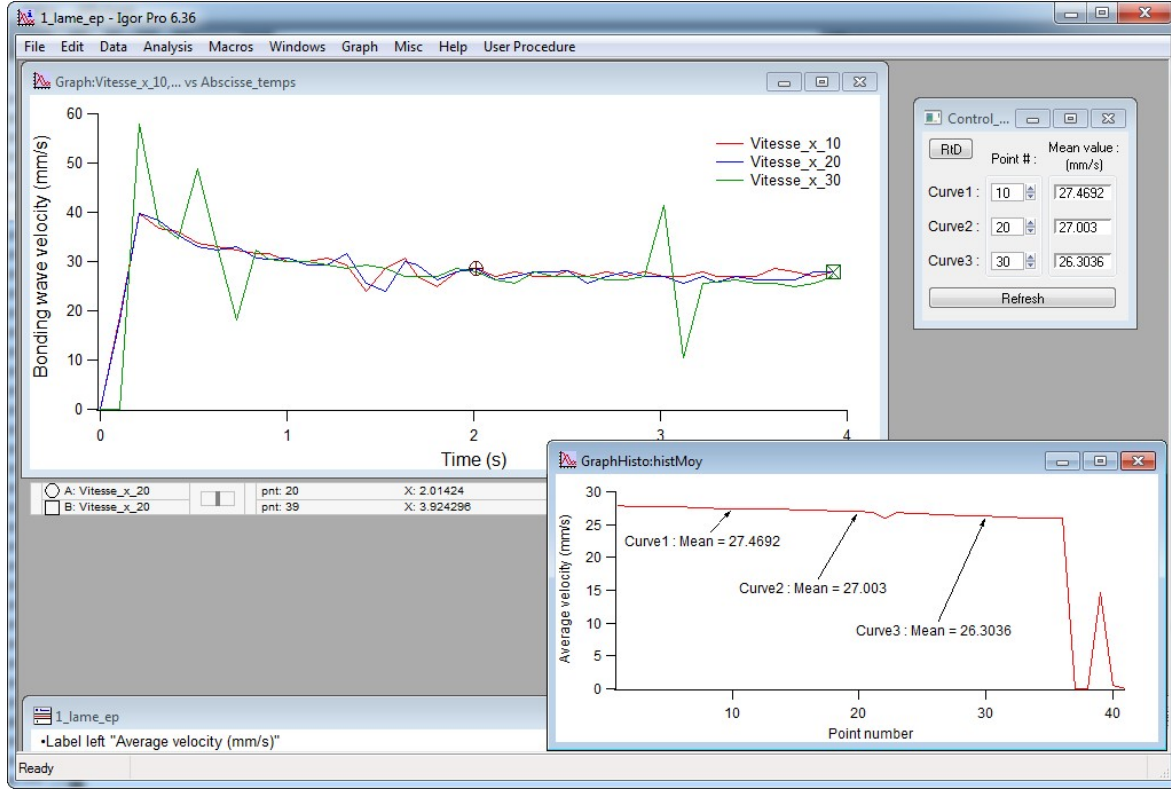 1_lame_ep - Igor Pro 6.36
File Edit Data Analysis Macros Windows Graph Misc Help User Procedure
Graph:Vitesse_x_10,... vs Abscisse_temps
60
50
40
30
20
10
0
Bonding wave velocity (mm/s)
Vitesse_x_10
Vitesse_x_20
Vitesse_x_30
0 1 2 3 4
Time (s)
A: Vitesse_x_20 pnt: 20 X: 2.01424
B: Vitesse_x_20 pnt: 39 X: 3.924296
Control_...
RtD Point # : Mean value :
(mm/s)
Curve1 : 10 27.4692
Curve2 : 20 27.003
Curve3 : 30 26.3036
Refresh
GraphHisto:histMoy
30
25
20
15
10
5
0
Average velocity (mm/s)
Curve1 : Mean = 27.4692
Curve2 : Mean = 27.003
Curve3 : Mean = 26.3036
10 20 30 40
Point number
1_lame_ep
•Label left "Average velocity (mm/s)"
Ready